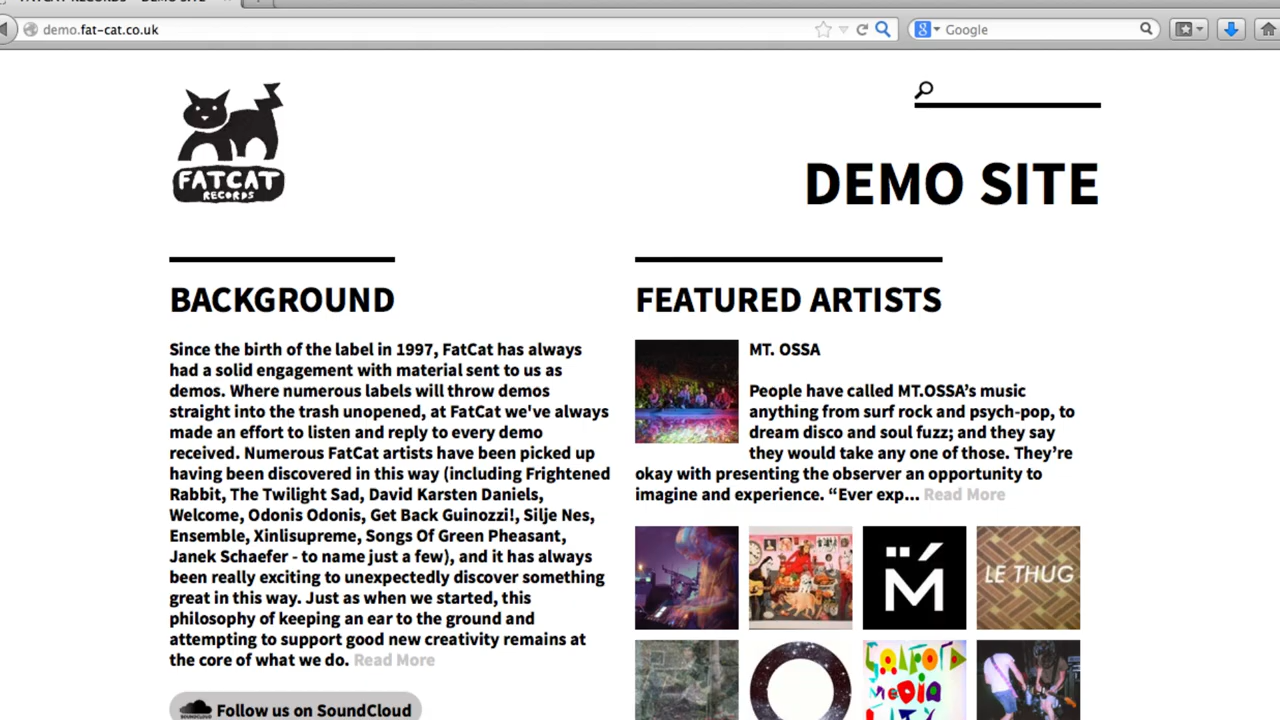 FATCAT RECORDS – DEMO SITE
demo.fat-cat.co.uk
Google
FATCAT
RECORDS
DEMO SITE
BACKGROUND
Since the birth of the label in 1997, FatCat has always
had a solid engagement with material sent to us as
demos. Where numerous labels will throw demos
straight into the trash unopened, at FatCat we've always
made an effort to listen and reply to every demo
received. Numerous FatCat artists have been picked up
having been discovered in this way (including Frightened
Rabbit, The Twilight Sad, David Karsten Daniels,
Welcome, Odonis Odonis, Get Back Guinozzi!, Silje Nes,
Ensemble, Xinlisupreme, Songs Of Green Pheasant,
Janek Schaefer - to name just a few), and it has always
been really exciting to unexpectedly discover something
great in this way. Just as when we started, this
philosophy of keeping an ear to the ground and
attempting to support good new creativity remains at
the core of what we do. Read More
SOUNDCLOUD Follow us on SoundCloud
FEATURED ARTISTS
MT. OSSA
People have called MT.OSSA’s music
anything from surf rock and psych-pop, to
dream disco and soul fuzz; and they say
they would take any one of those. They’re
okay with presenting the observer an opportunity to
imagine and experience. “Ever exp... Read More
LE THUG
SALFORD
MEDIA
CITY